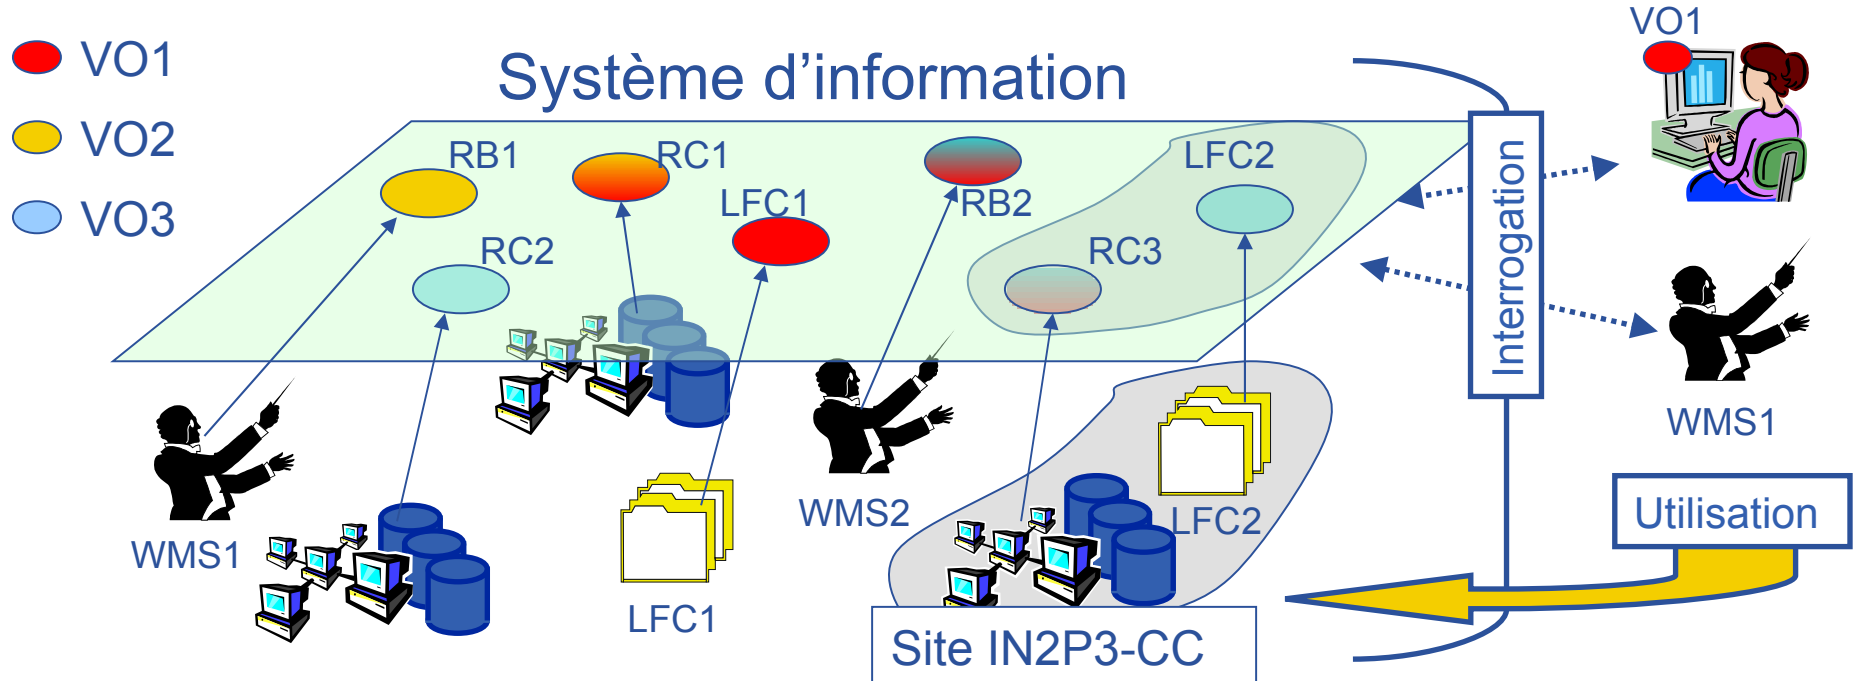 VO1
VO2
VO3
Système d’information
VO1
RB1
RC1
LFC1
RB2
LFC2
RC2
RC3
Interrogation
WMS1
WMS1
LFC1
WMS2
LFC2
Utilisation
Site IN2P3-CC